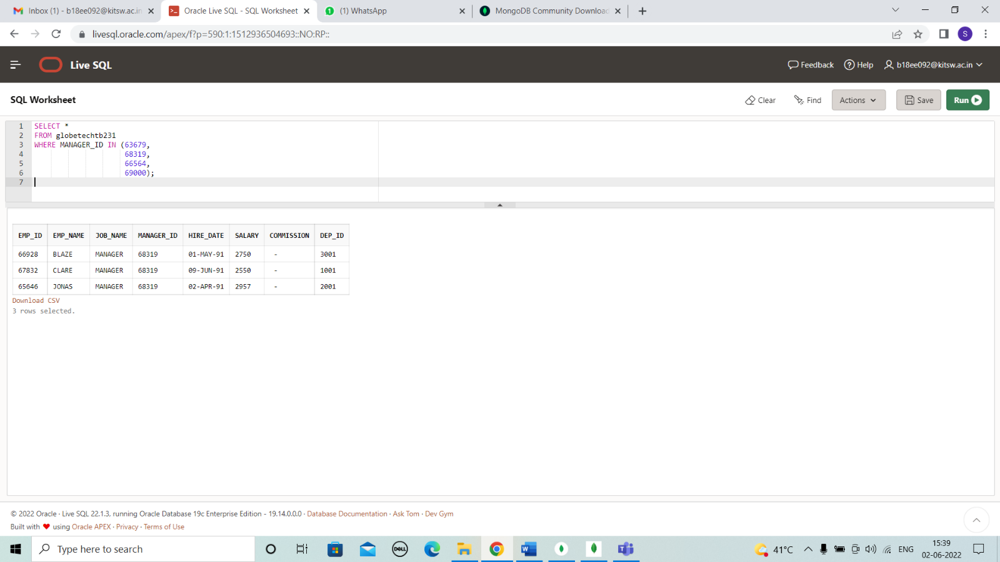 Inbox (1) - b18ee092@kitsw.ac.in
Oracle Live SQL - SQL Worksheet
(1) WhatsApp
MongoDB Community Download
livesql.oracle.com/apex/f?p=590:1:1512936504693::NO:RP::
S
Live SQL
Feedback
Help
b18ee092@kitsw.ac.in
SQL Worksheet
Clear
Find
Actions
Save
Run
1 SELECT *
2 FROM globetechtb231
3 WHERE MANAGER_ID IN (63679,
4 68319,
5 66564,
6 69000);
7
EMP_ID EMP_NAME JOB_NAME MANAGER_ID HIRE_DATE SALARY COMMISSION DEP_ID
66928 BLAZE MANAGER 68319 01-MAY-91 2750 - 3001
67832 CLARE MANAGER 68319 09-JUN-91 2550 - 1001
65646 JONAS MANAGER 68319 02-APR-91 2957 - 2001
Download CSV
3 rows selected.
© 2022 Oracle · Live SQL 22.1.3, running Oracle Database 19c Enterprise Edition - 19.14.0.0.0 · Database Documentation · Ask Tom · Dev Gym
Built with ❤ using Oracle APEX · Privacy · Terms of Use
Type here to search
DELL
41°C
ENG
15:39
02-06-2022